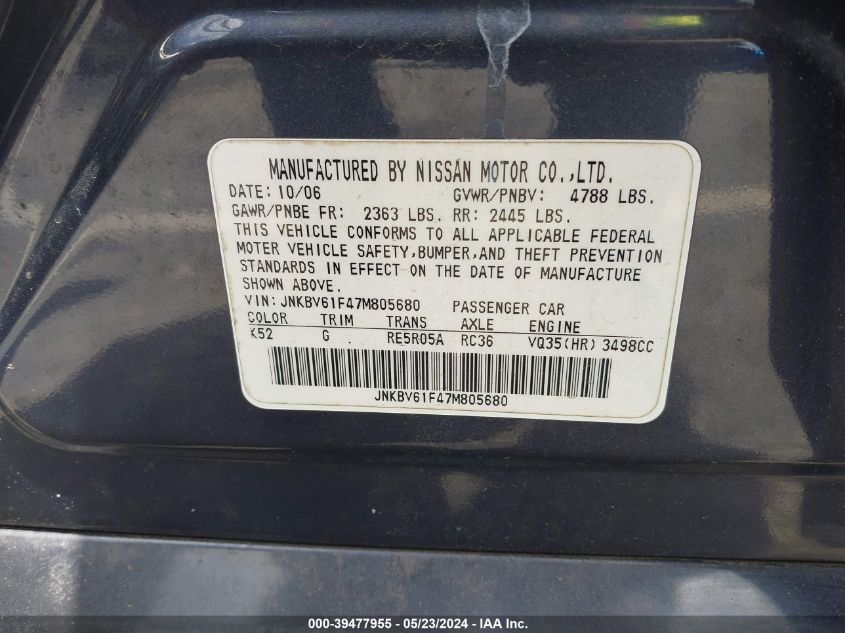 MANUFACTURED BY NISSAN MOTOR CO.,LTD.
DATE: 10/06 GVWR/PNBV: 4788 LBS.
GAWR/PNBE FR: 2363 LBS. RR: 2445 LBS.
THIS VEHICLE CONFORMS TO ALL APPLICABLE FEDERAL
MOTER VEHICLE SAFETY,BUMPER,AND THEFT PREVENTION
STANDARDS IN EFFECT ON THE DATE OF MANUFACTURE
SHOWN ABOVE.
VIN: JNKBV61F47M805680 PASSENGER CAR
COLOR TRIM TRANS AXLE ENGINE
K52 G RE5R05A RC36 VQ35(HR) 3498CC
JNKBV61F47M805680
000-39477955 - 05/23/2024 - IAA Inc.